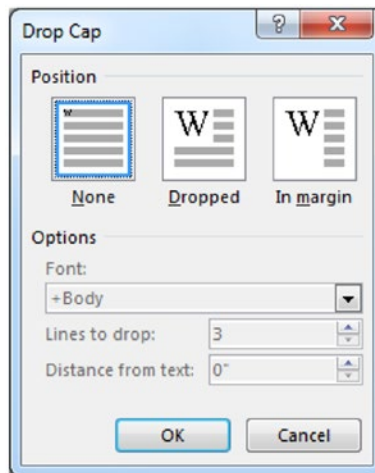 Drop Cap
?
Position
W
W
W
None
Dropped
In margin
Options
Font:
+Body
Lines to drop: 3
Distance from text: 0"
OK
Cancel